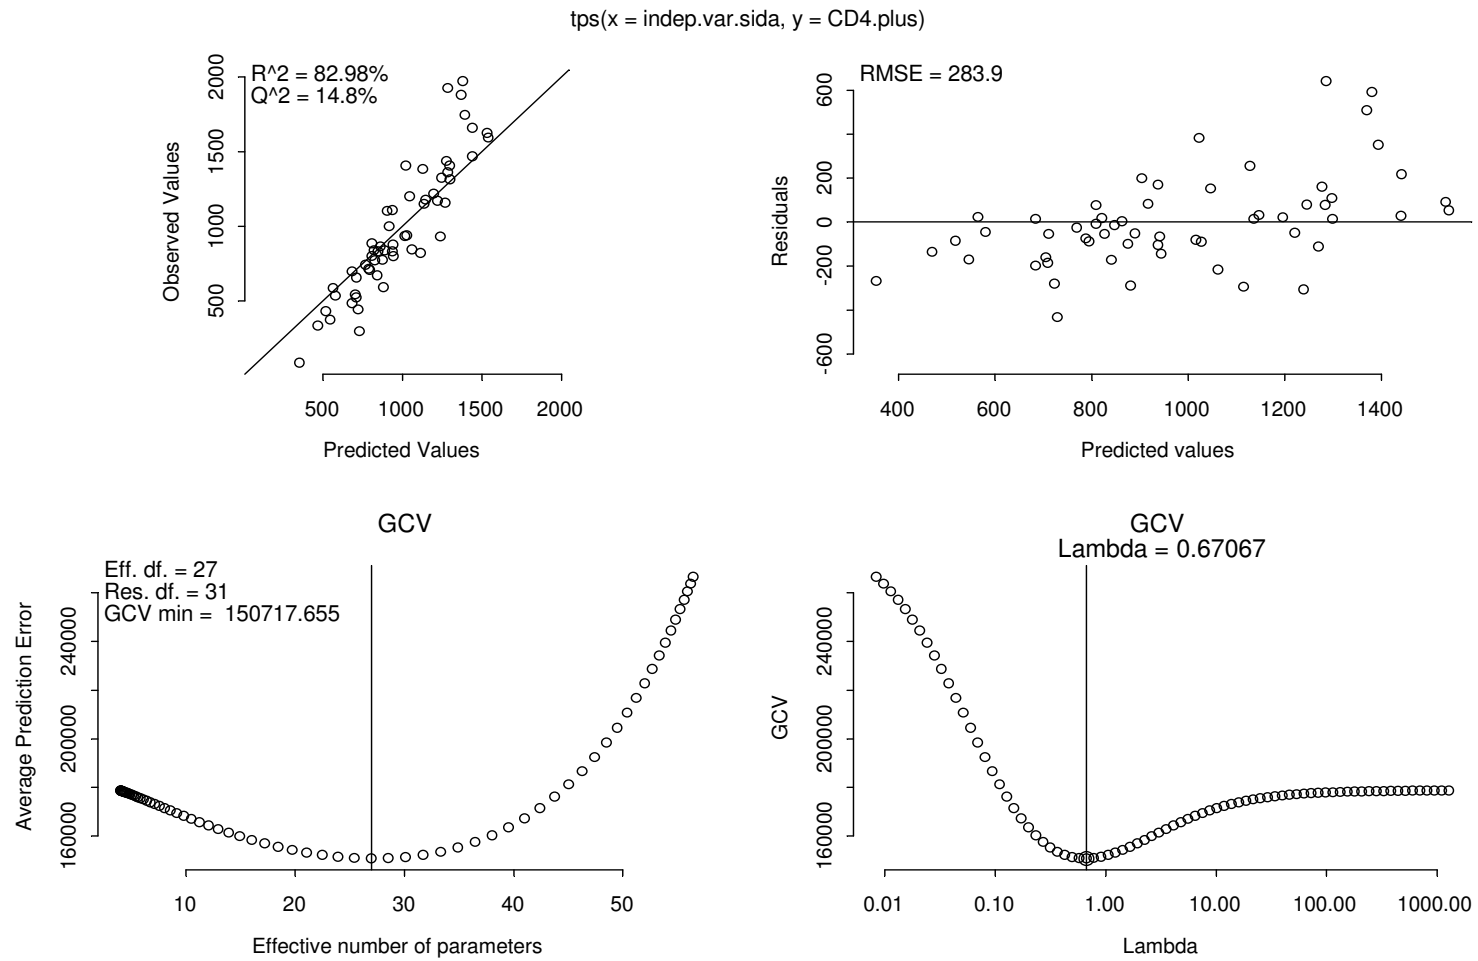 tps(x = indep.var.sida, y = CD4.plus)
R^2 = 82.98%
Q^2 = 14.8%
Observed Values
500 1000 1500 2000
500 1000 1500 2000
Predicted Values
RMSE = 283.9
Residuals
-600 -200 0 200 600
400 600 800 1000 1200 1400
Predicted values
GCV
Eff. df. = 27
Res. df. = 31
GCV min = 150717.655
Average Prediction Error
160000 200000 240000
10 20 30 40 50
Effective number of parameters
GCV
Lambda = 0.67067
GCV
160000 200000 240000
0.01 0.10 1.00 10.00 100.00 1000.00
Lambda